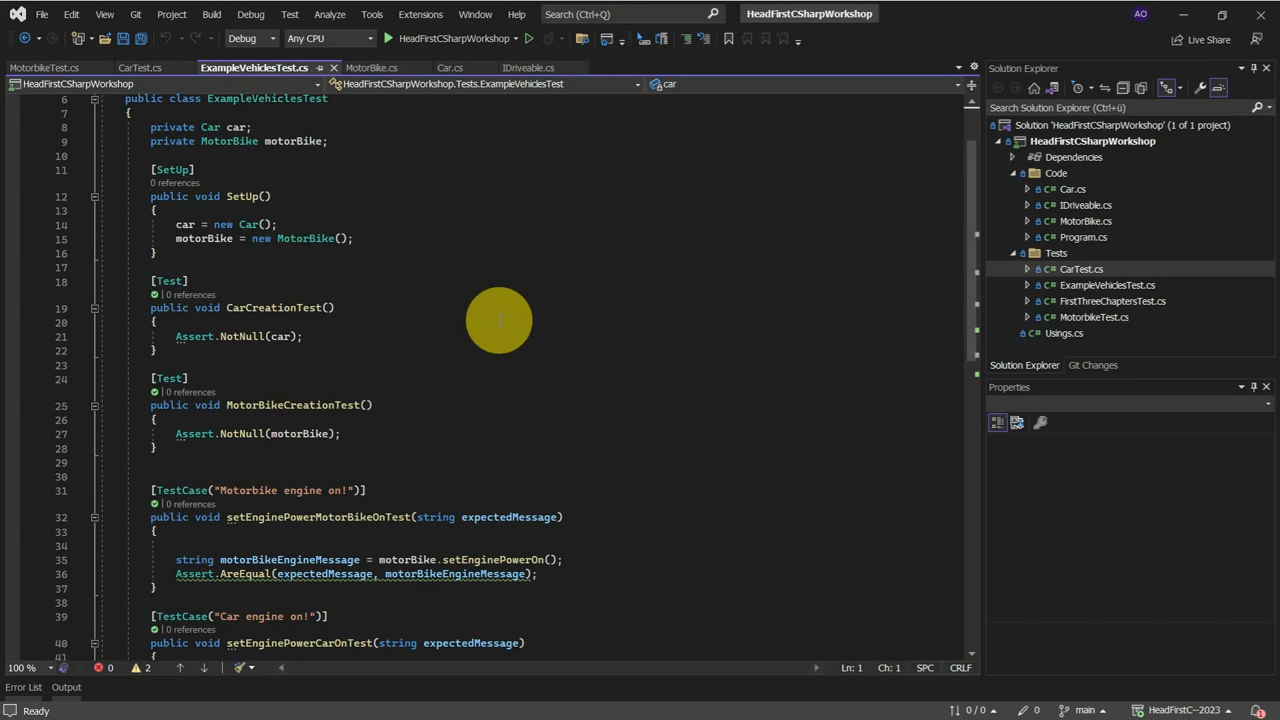 File Edit View Git Project Build Debug Test Analyze Tools Extensions Window Help Search (Ctrl+Q) HeadFirstCSharpWorkshop AO
Debug Any CPU HeadFirstCSharpWorkshop Live Share
MotorbikeTest.cs CarTest.cs ExampleVehiclesTest.cs MotorBike.cs Car.cs IDriveable.cs
HeadFirstCSharpWorkshop HeadFirstCSharpWorkshop.Tests.ExampleVehiclesTest car
6 public class ExampleVehiclesTest
7 {
8 private Car car;
9 private MotorBike motorBike;
10
11 [SetUp]
0 references
12 public void SetUp()
13 {
14 car = new Car();
15 motorBike = new MotorBike();
16 }
17
18 [Test]
0 references
19 public void CarCreationTest()
20 {
21 Assert.NotNull(car);
22 }
23
24 [Test]
0 references
25 public void MotorBikeCreationTest()
26 {
27 Assert.NotNull(motorBike);
28 }
29
30
31 [TestCase("Motorbike engine on!")]
0 references
32 public void setEnginePowerMotorBikeOnTest(string expectedMessage)
33 {
34
35 string motorBikeEngineMessage = motorBike.setEnginePowerOn();
36 Assert.AreEqual(expectedMessage, motorBikeEngineMessage);
37 }
38
39 [TestCase("Car engine on!")]
0 references
40 public void setEnginePowerCarOnTest(string expectedMessage)
41 {
100 % 0 2 Ln: 1 Ch: 1 SPC CRLF
Error List Output
Ready 0 / 0 0 main HeadFirstC--2023 1
Solution Explorer
Search Solution Explorer (Ctrl+ü)
Solution 'HeadFirstCSharpWorkshop' (1 of 1 project)
HeadFirstCSharpWorkshop
Dependencies
Code
C# Car.cs
C# IDriveable.cs
C# MotorBike.cs
C# Program.cs
Tests
C# CarTest.cs
C# ExampleVehiclesTest.cs
C# FirstThreeChaptersTest.cs
C# MotorbikeTest.cs
C# Usings.cs
Solution Explorer Git Changes
Properties